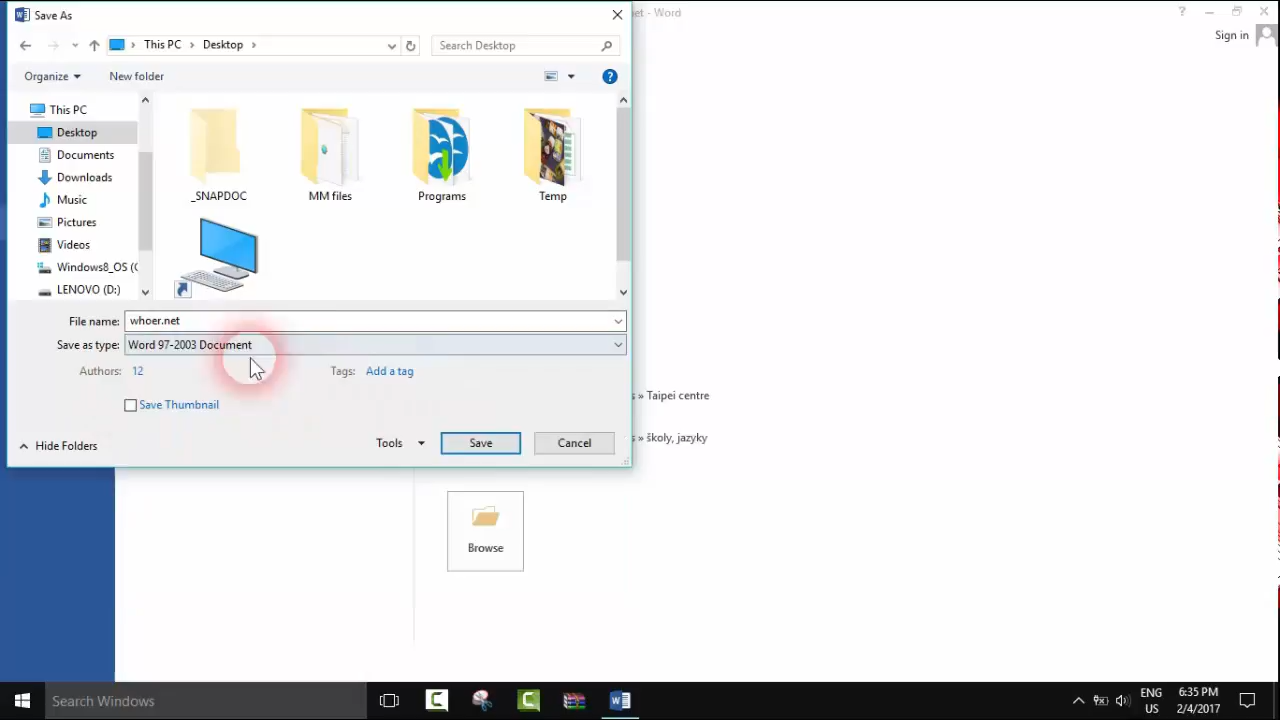 Save As
et - Word
Sign in
This PC
Desktop
Search Desktop
Organize
New folder
This PC
Desktop
Documents
Downloads
Music
Pictures
Videos
Windows8_OS (C
LENOVO (D:)
_SNAPDOC
MM files
Programs
Temp
File name: whoer.net
Save as type: Word 97-2003 Document
Authors: 12
Tags: Add a tag
Save Thumbnail
Hide Folders
Tools
Save
Cancel
s » Taipei centre
s » školy, jazyky
Browse
Search Windows
ENG
US
6:35 PM
2/4/2017